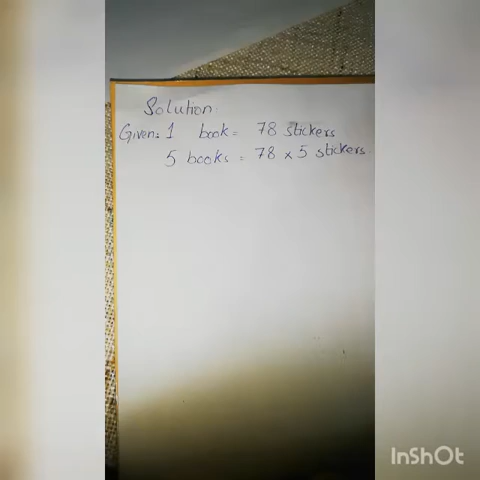 Solution:
Given: 1 book = 78 stickers
5 books = 78 × 5 stickers
InShOt